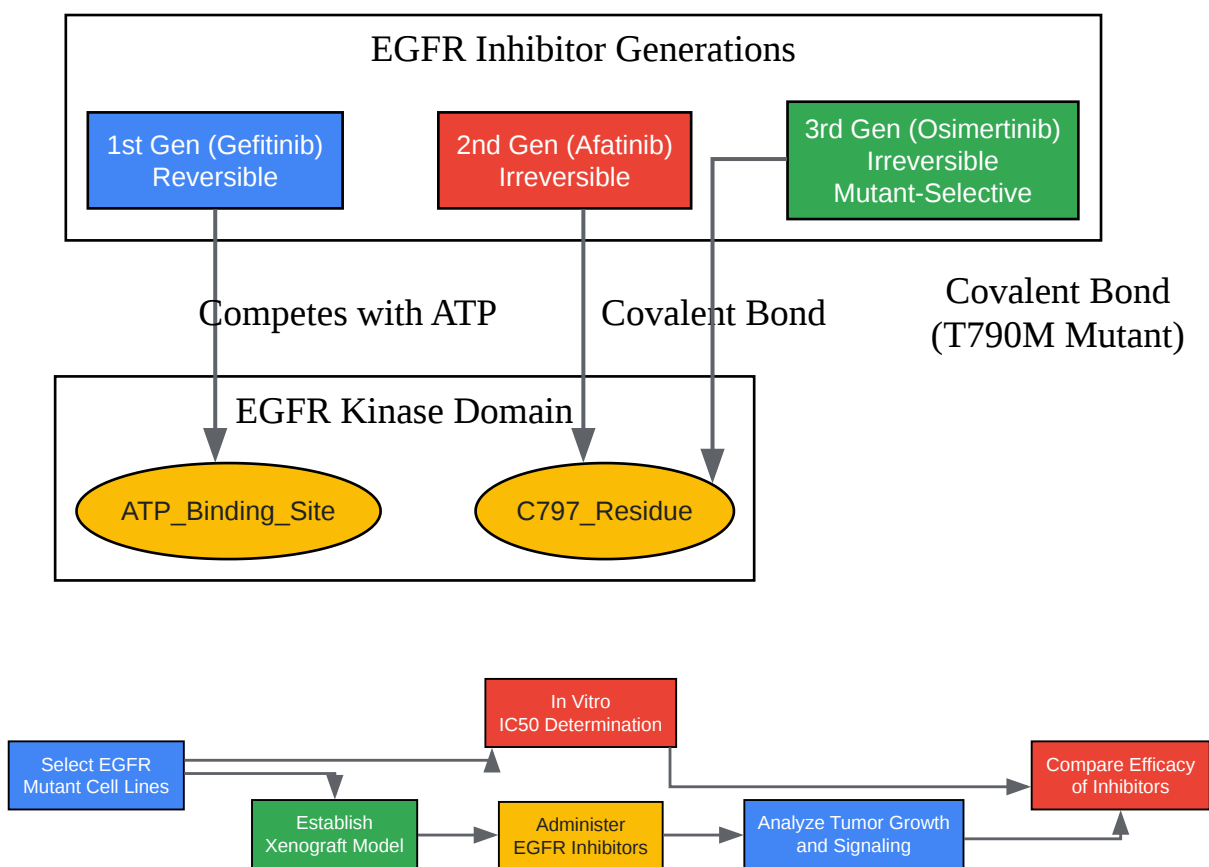 EGFR Inhibitor Generations
1st Gen (Gefitinib)
Reversible
2nd Gen (Afatinib)
Irreversible
3rd Gen (Osimertinib)
Irreversible
Mutant-Selective
Competes with ATP
Covalent Bond
Covalent Bond
(T790M Mutant)
EGFR Kinase Domain
ATP_Binding_Site
C797_Residue
Select EGFR
Mutant Cell Lines
In Vitro
IC50 Determination
Establish
Xenograft Model
Administer
EGFR Inhibitors
Analyze Tumor Growth
and Signaling
Compare Efficacy
of Inhibitors